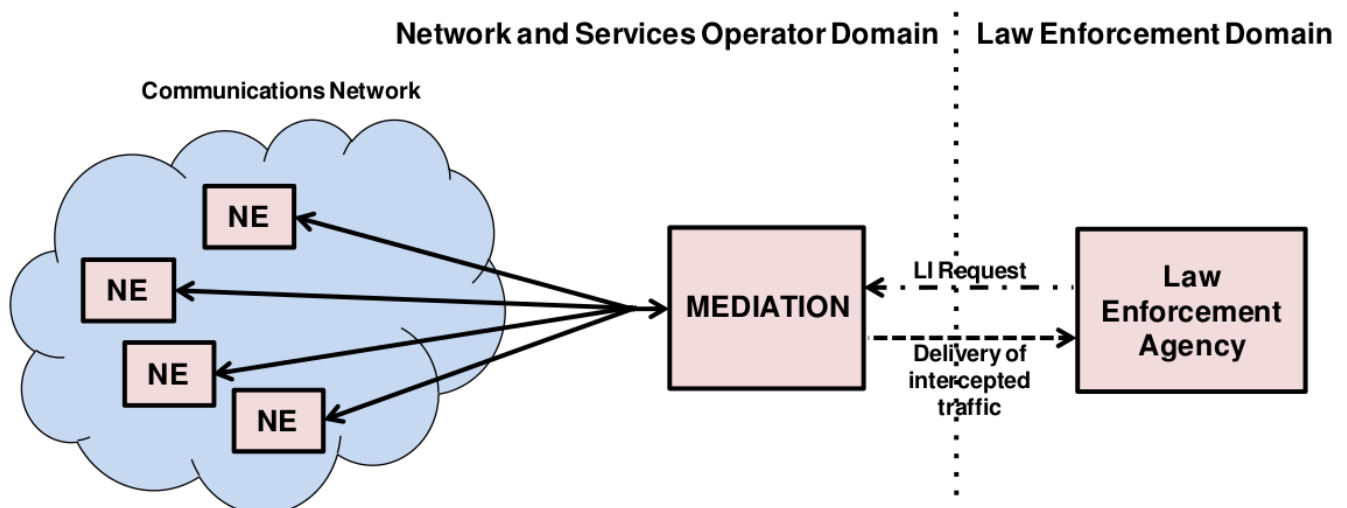 Network and Services Operator Domain
Law Enforcement Domain
Communications Network
NE
NE
NE
NE
MEDIATION
LI Request
Delivery of
intercepted
traffic
Law
Enforcement
Agency